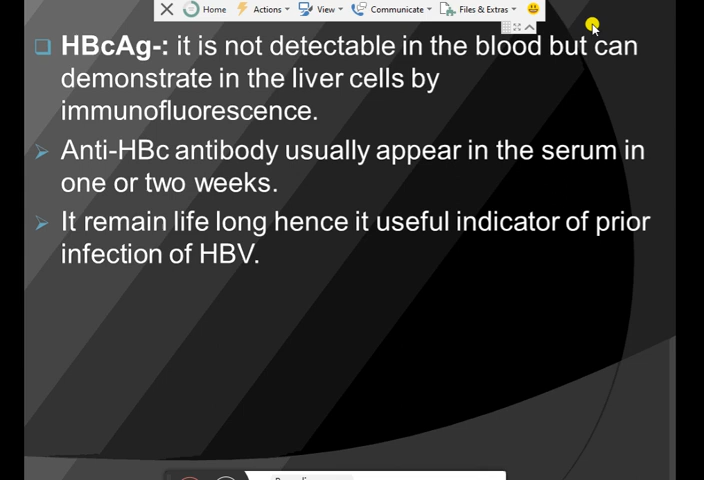 Home Actions View Communicate Files & Extras
HBcAg-: it is not detectable in the blood but can
demonstrate in the liver cells by
immunofluorescence.
Anti-HBc antibody usually appear in the serum in
one or two weeks.
It remain life long hence it useful indicator of prior
infection of HBV.